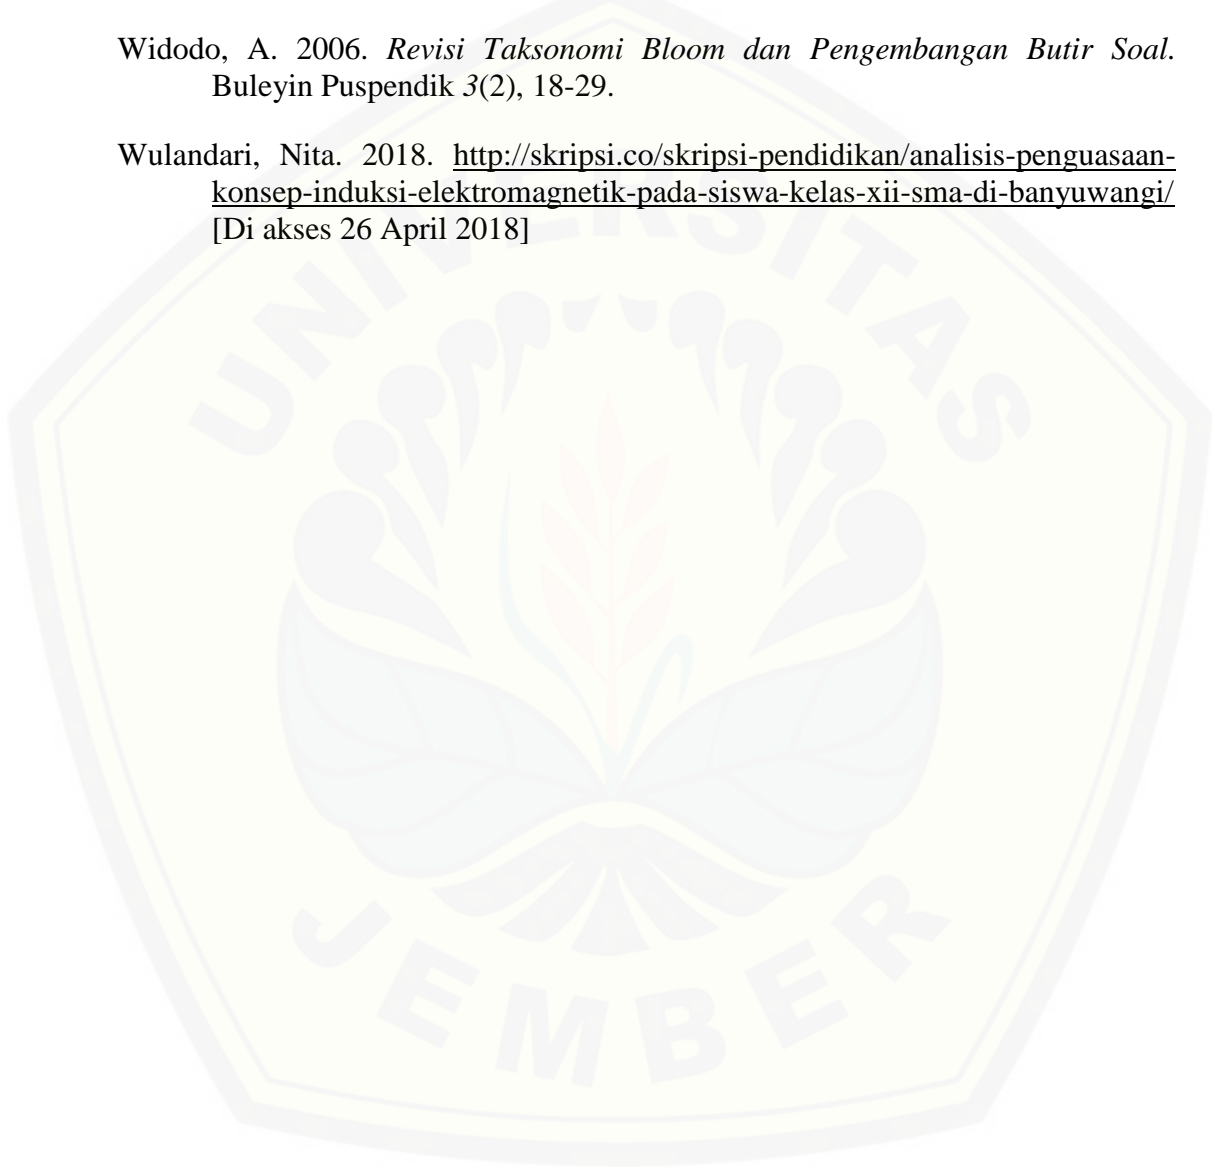 Widodo, A. 2006. Revisi Taksonomi Bloom dan Pengembangan Butir Soal.
Buleyin Puspendik 3(2), 18-29.
Wulandari, Nita. 2018. http://skripsi.co/skripsi-pendidikan/analisis-penguasaan-
konsep-induksi-elektromagnetik-pada-siswa-kelas-xii-sma-di-banyuwangi/
[Di akses 26 April 2018]
UNIVERSITAS
JEMBER